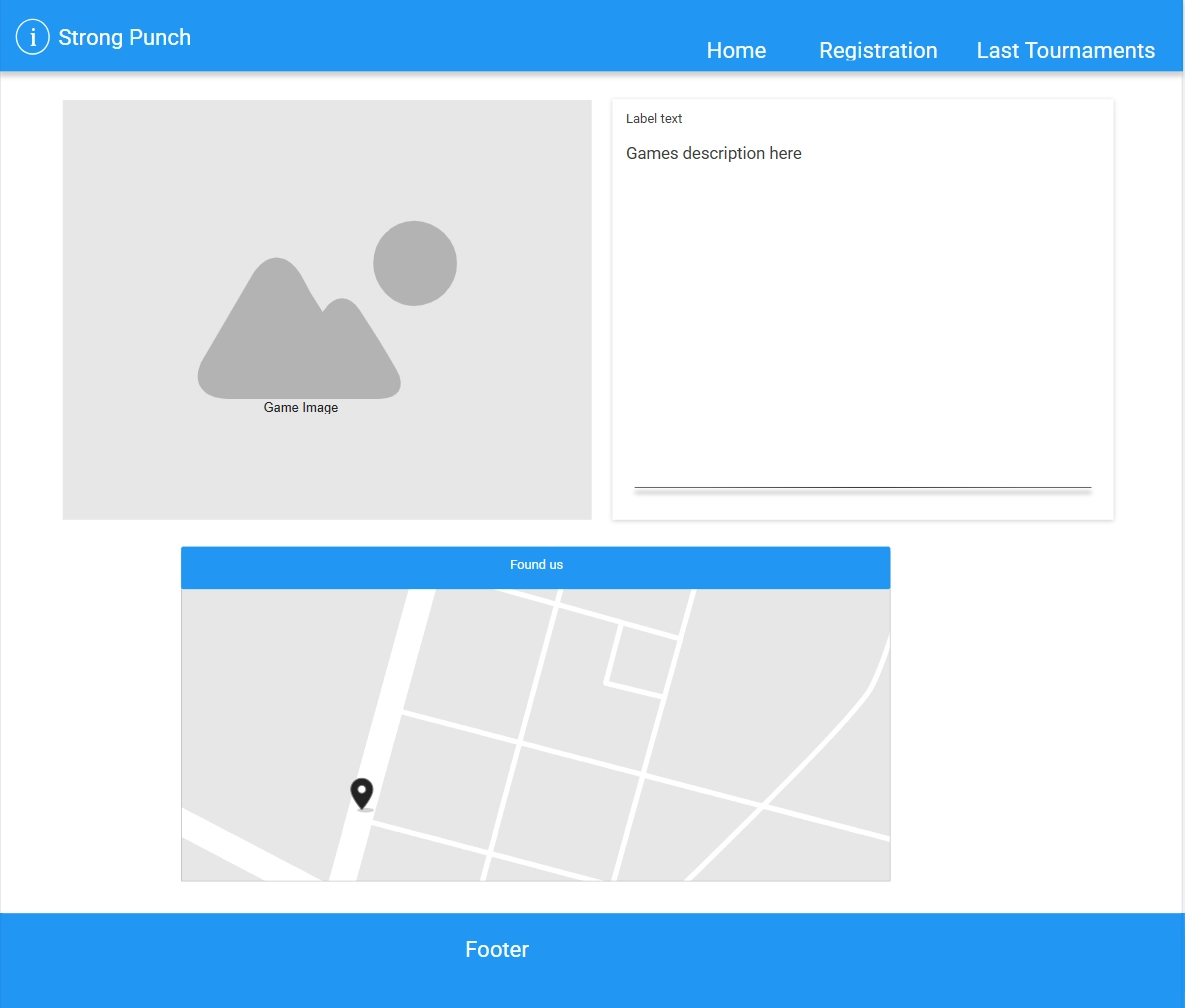 i Strong Punch
Home Registration Last Tournaments
Label text
Games description here
Game Image
Found us
Footer